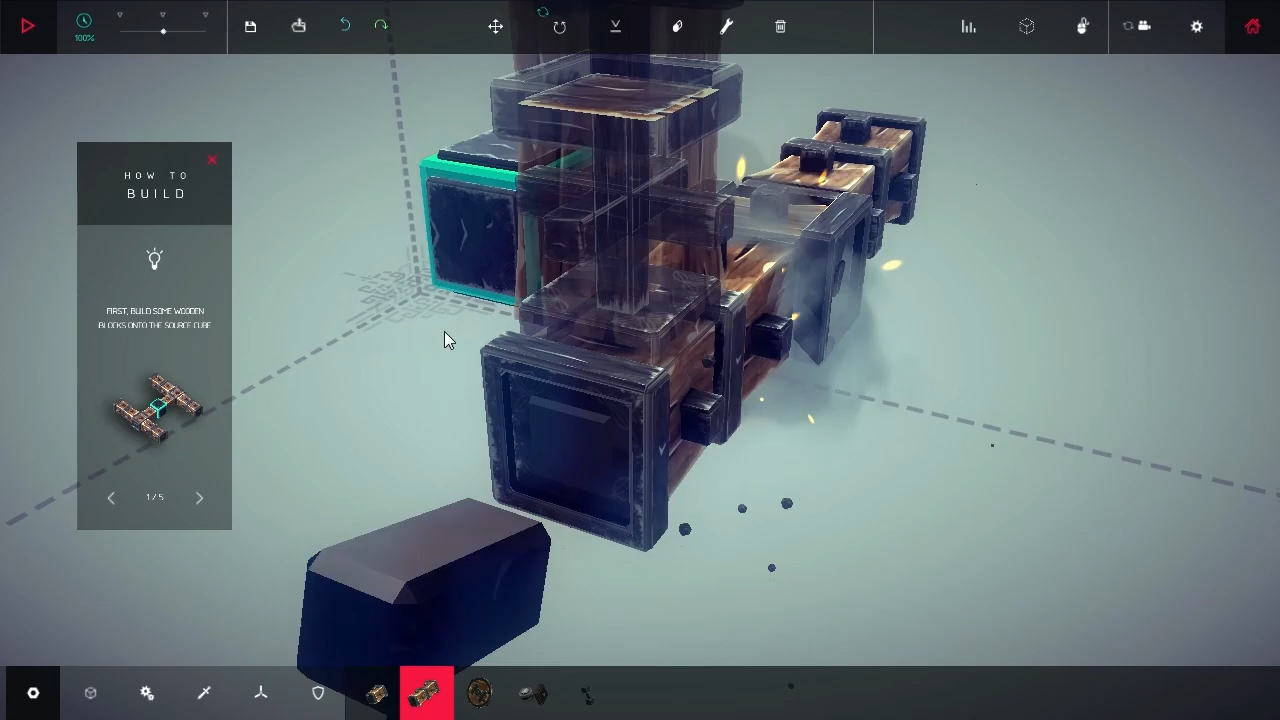 100%
HOW TO
BUILD
FIRST, BUILD SOME WOODEN
BLOCKS ONTO THE SOURCE CUBE
1/5